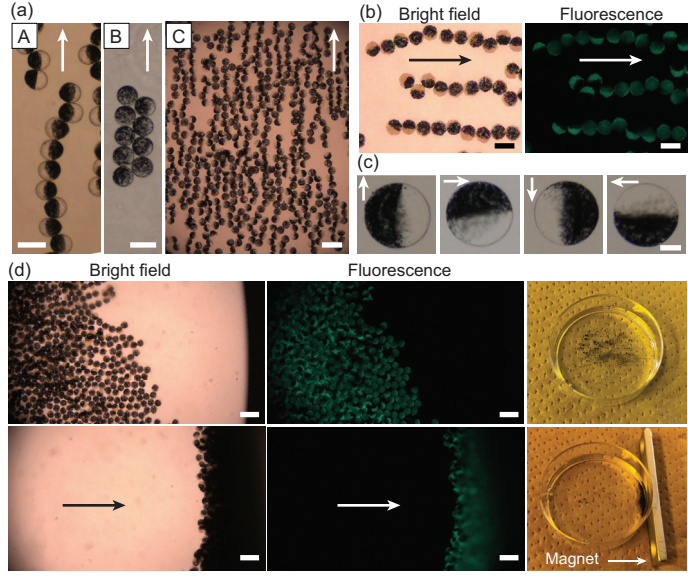 (a)
A
B
C
(b)
Bright field
Fluorescence
(c)
(d)
Bright field
Fluorescence
Magnet